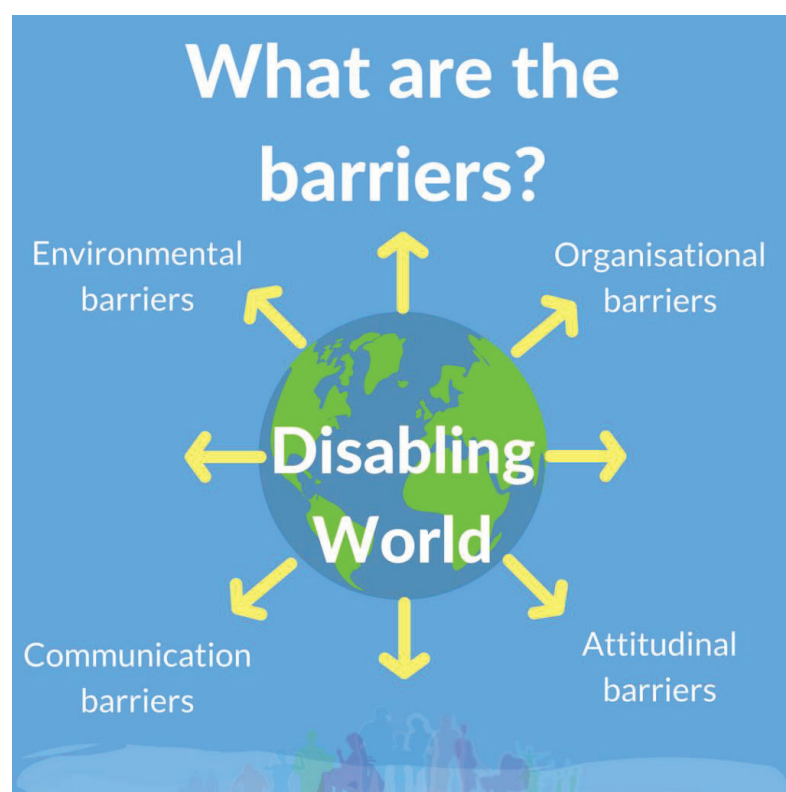 What are the
barriers?
Environmental
barriers
Organisational
barriers
Disabling
World
Communication
barriers
Attitudinal
barriers